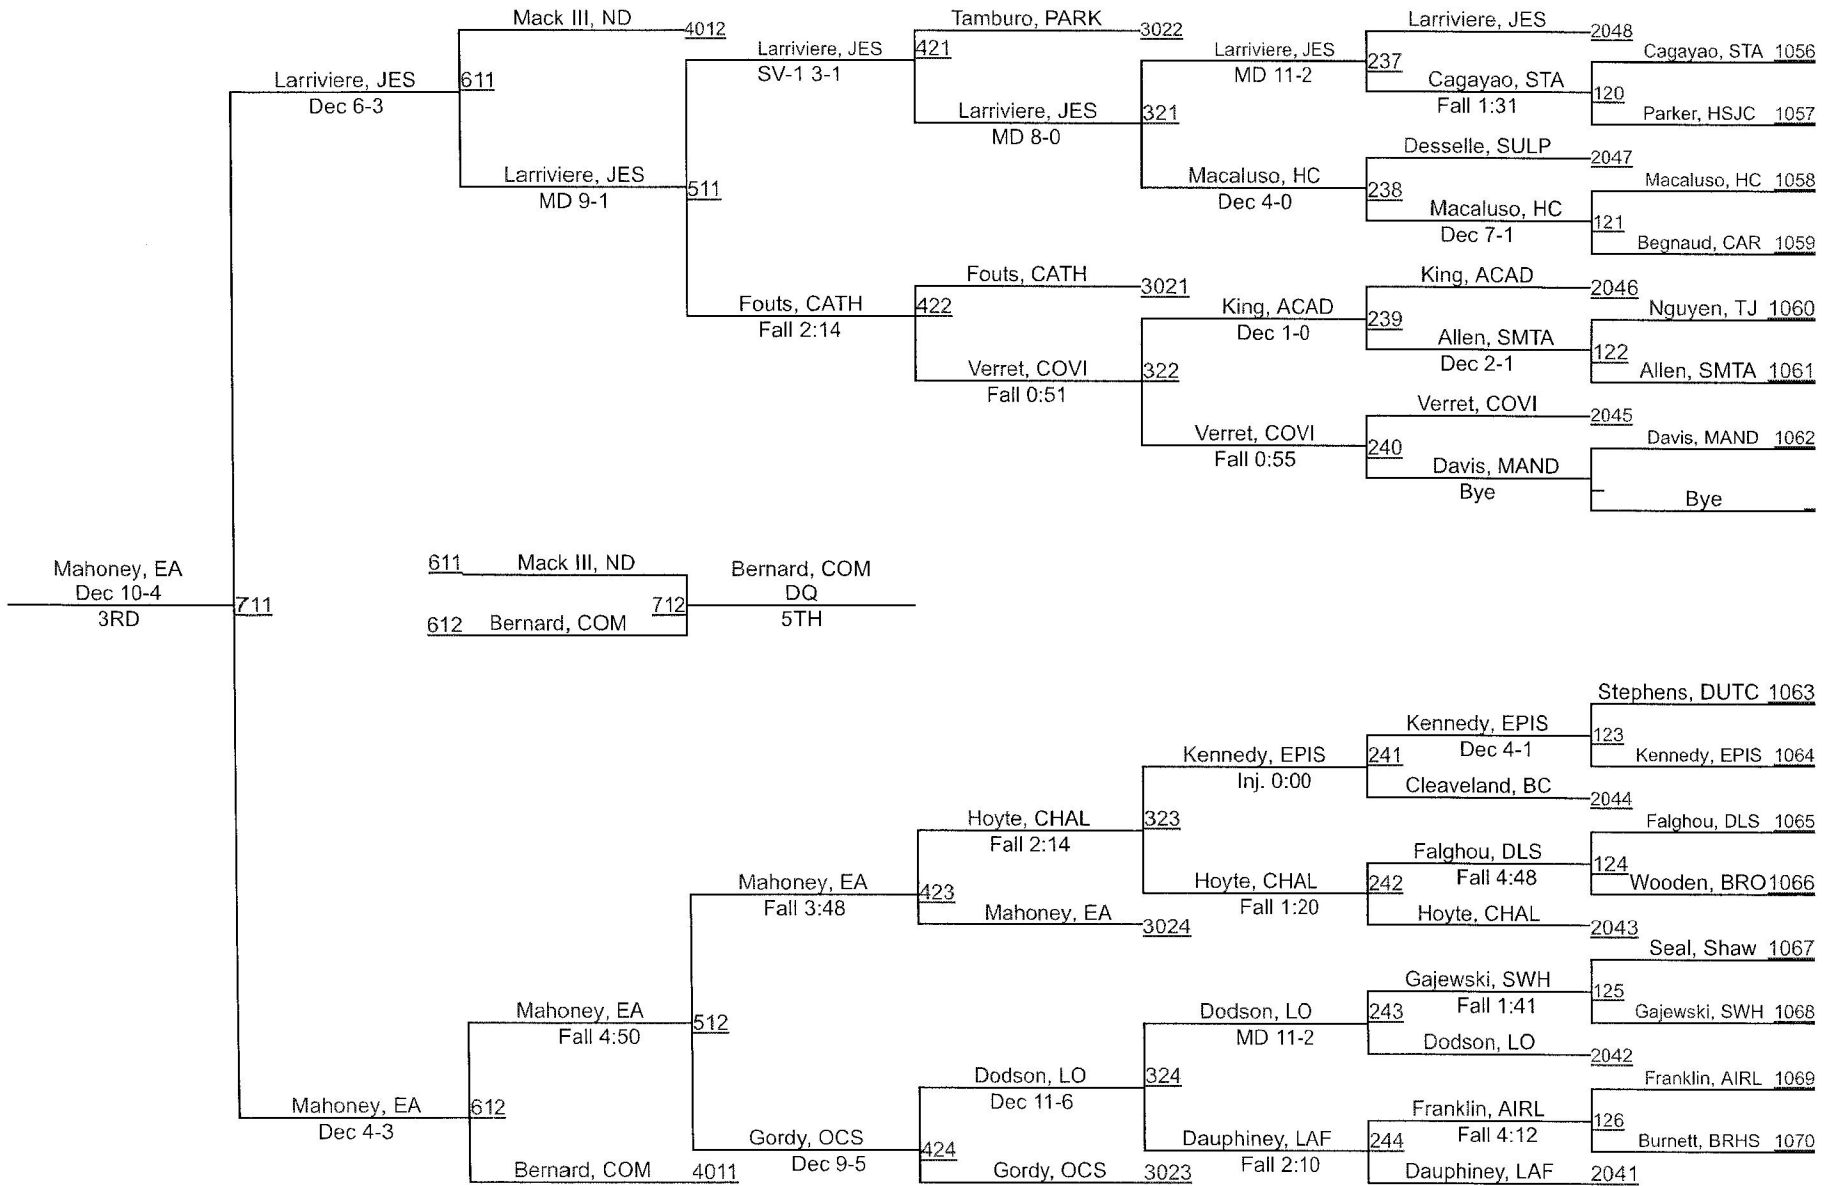 Mack III, ND
4012
Tamburo, PARK
3022
Larriviere, JES
2048
Larriviere, JES
SV-1 3-1
421
Larriviere, JES
MD 11-2
237
Cagayao, STA 1056
Larriviere, JES
Dec 6-3
611
Cagayao, STA
Fall 1:31
120
Larriviere, JES
MD 8-0
321
Parker, HSJC 1057
Desselle, SULP
2047
Larriviere, JES
MD 9-1
511
Macaluso, HC
Dec 4-0
238
Macaluso, HC 1058
Macaluso, HC
Dec 7-1
121
Begnaud, CAR 1059
Fouts, CATH
3021
King, ACAD
2046
Fouts, CATH
Fall 2:14
422
King, ACAD
Dec 1-0
239
Nguyen, TJ 1060
Allen, SMTA
Dec 2-1
122
Verret, COVI
Fall 0:51
322
Allen, SMTA 1061
Verret, COVI
2045
Verret, COVI
Fall 0:55
240
Davis, MAND 1062
Davis, MAND
Bye
Bye
Mahoney, EA
Dec 10-4
3RD
711
611
Mack III, ND
612
Bernard, COM
712
Bernard, COM
DQ
5TH
Stephens, DUTC 1063
Kennedy, EPIS
Dec 4-1
123
Kennedy, EPIS
Inj. 0:00
241
Kennedy, EPIS 1064
Cleaveland, BC
2044
Hoyte, CHAL
Fall 2:14
323
Falghou, DLS 1065
Falghou, DLS
Fall 4:48
124
Mahoney, EA
Fall 3:48
423
Hoyte, CHAL
Fall 1:20
242
Wooden, BRO 1066
Mahoney, EA
3024
Hoyte, CHAL
2043
Seal, Shaw 1067
Gajewski, SWH
Fall 1:41
125
Mahoney, EA
Fall 4:50
512
Dodson, LO
MD 11-2
243
Gajewski, SWH 1068
Dodson, LO
2042
Dodson, LO
Dec 11-6
324
Franklin, AIRL 1069
Mahoney, EA
Dec 4-3
612
Franklin, AIRL
Fall 4:12
126
Gordy, OCS
Dec 9-5
424
Dauphiney, LAF
Fall 2:10
244
Burnett, BRHS 1070
Bernard, COM
4011
Gordy, OCS
3023
Dauphiney, LAF
2041